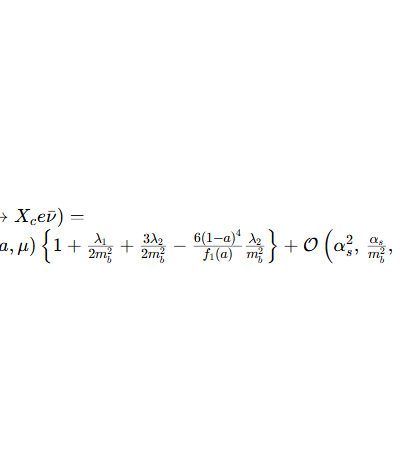 → X_c e ν̄) =
a, μ) { 1 + λ₁/2m_b² + 3λ₂/2m_b² − 6(1−a)⁴/f₁(a) λ₂/m_b² } + 𝒪 ( α_s², α_s/m_b²,